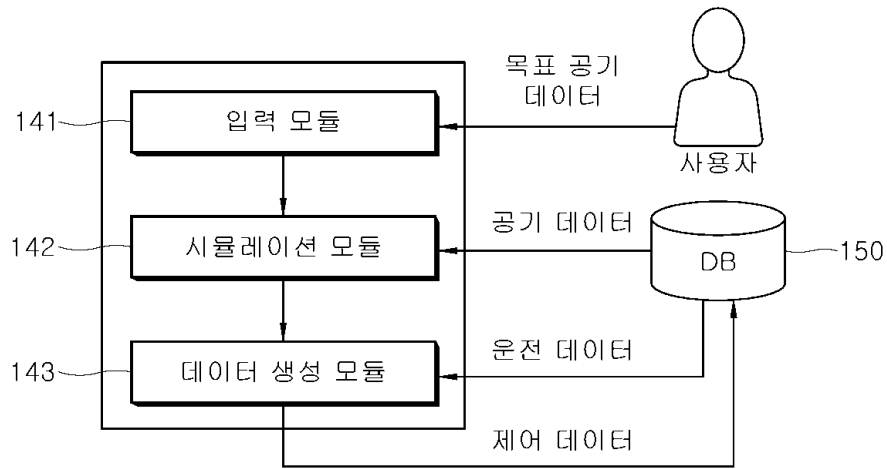 목표 공기
데이터
141
입력 모듈
사용자
142
시뮬레이션 모듈
공기 데이터
DB
150
143
데이터 생성 모듈
운전 데이터
제어 데이터